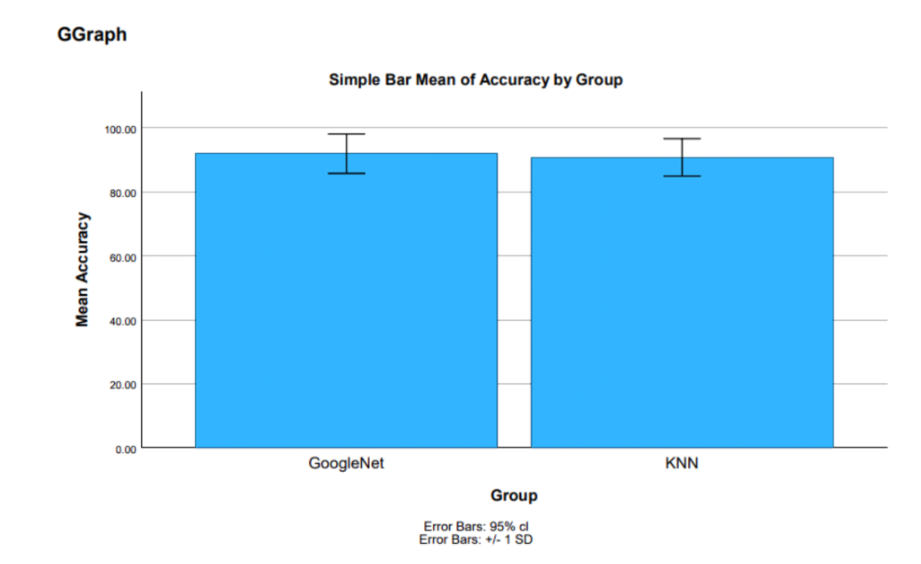 GGraph
Simple Bar Mean of Accuracy by Group
Mean Accuracy
100.00
80.00
60.00
40.00
20.00
0.00
GoogleNet KNN
Group
Error Bars: 95% cl
Error Bars: +/- 1 SD